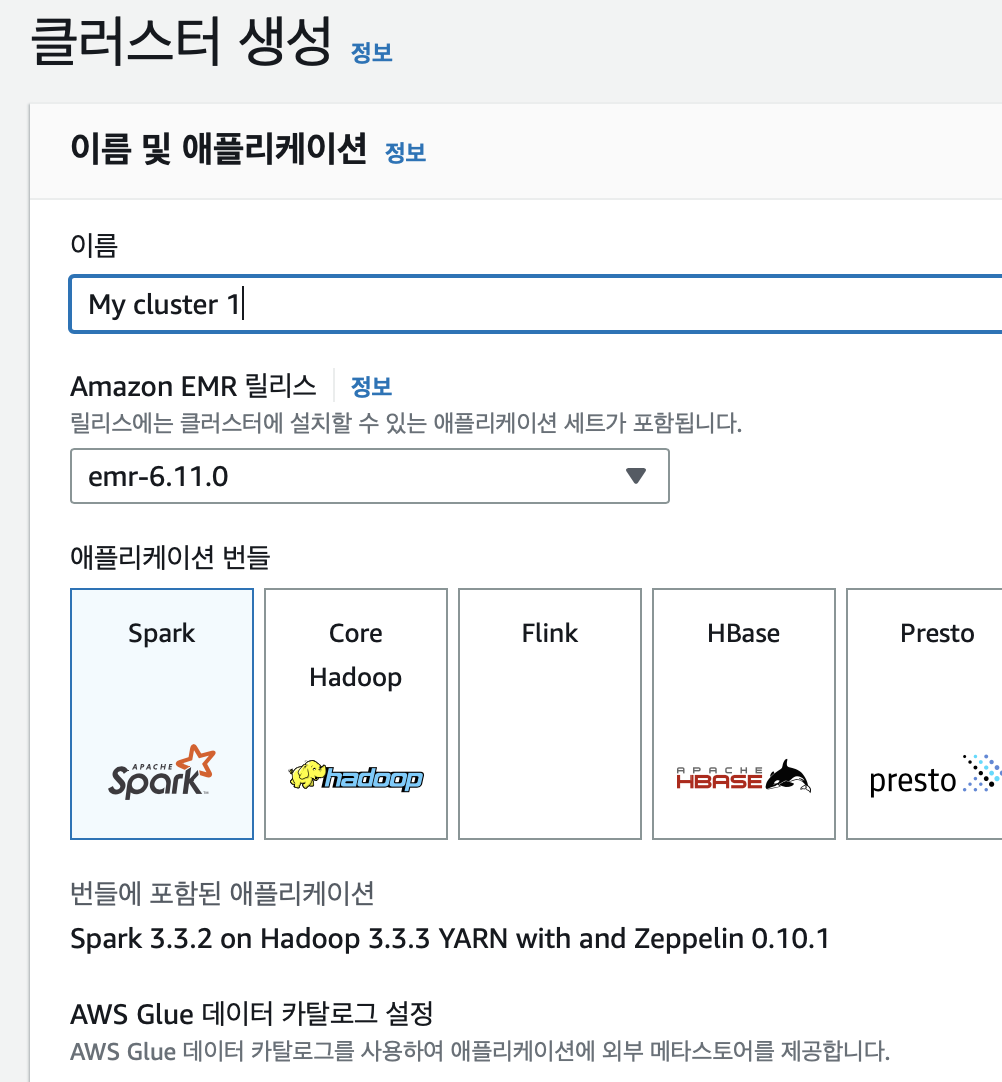 클러스터 생성 정보
이름 및 애플리케이션 정보
이름
My cluster 1
Amazon EMR 릴리스 정보
릴리스에는 클러스터에 설치할 수 있는 애플리케이션 세트가 포함됩니다.
emr-6.11.0
애플리케이션 번들
Spark
Core
Hadoop
Flink
HBase
Presto
APACHE
Spark™
hadoop
APACHE
HBASE
presto
번들에 포함된 애플리케이션
Spark 3.3.2 on Hadoop 3.3.3 YARN with and Zeppelin 0.10.1
AWS Glue 데이터 카탈로그 설정
AWS Glue 데이터 카탈로그를 사용하여 애플리케이션에 외부 메타스토어를 제공합니다.